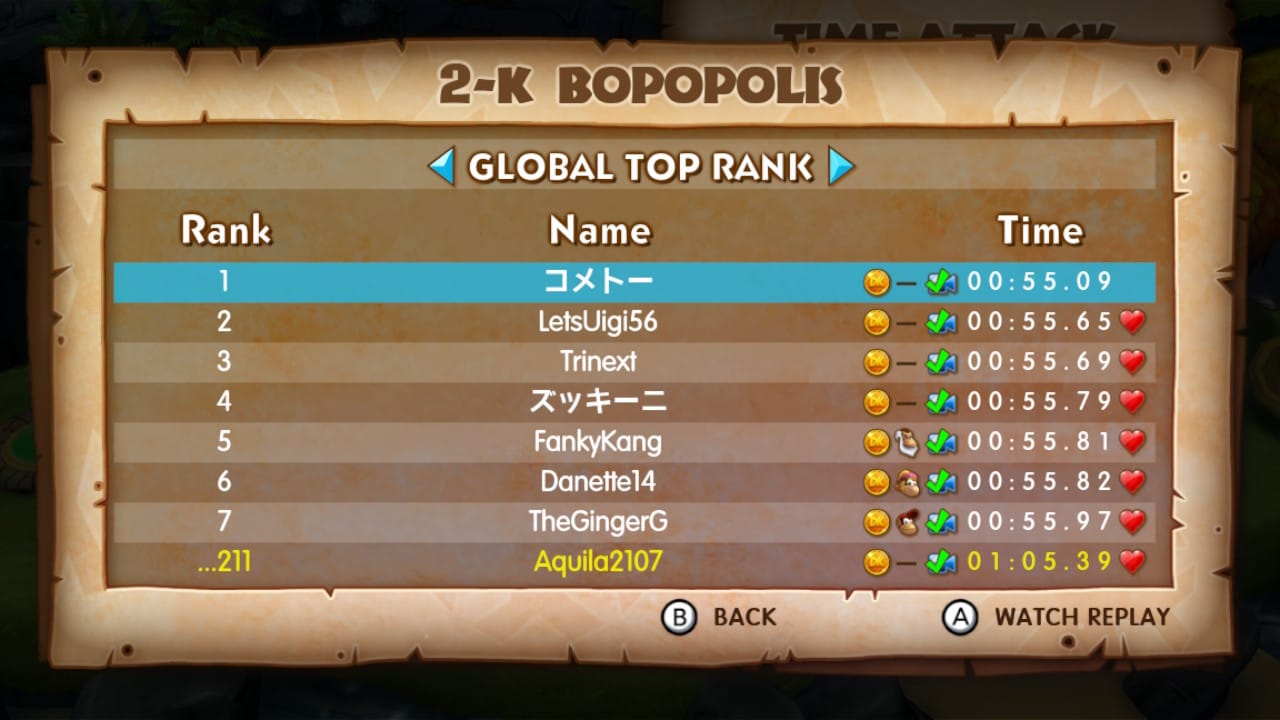 TIME ATTACK
2-K BOPOPOLIS
GLOBAL TOP RANK
Rank Name Time
1 コメトー — 00:55.09
2 LetsUigi56 — 00:55.65
3 Trinext — 00:55.69
4 ズッキーニ — 00:55.79
5 FankyKang 00:55.81
6 Danette14 00:55.82
7 TheGingerG 00:55.97
...211 Aquila2107 — 01:05.39
B BACK A WATCH REPLAY